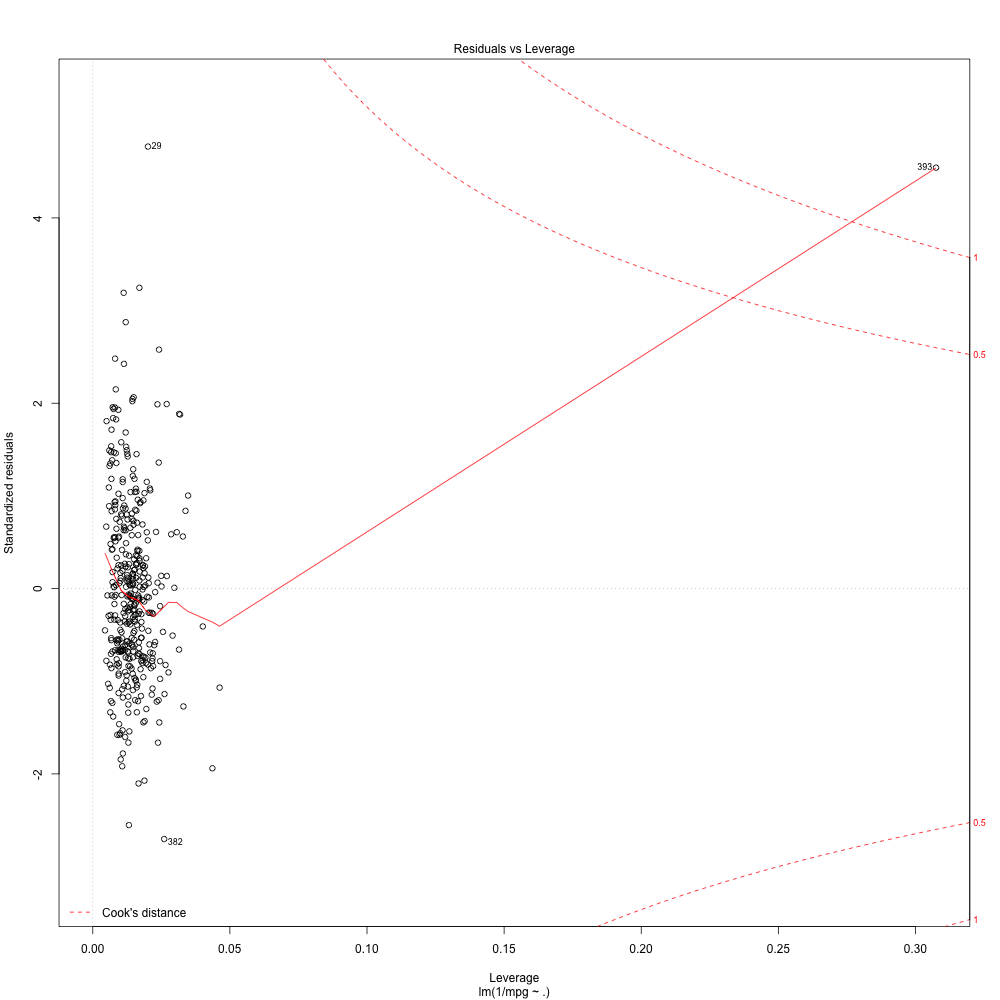 Residuals vs Leverage
29
393
4
1
0.5
2
Standardized residuals
0
-2
0.5
382
Cook's distance
1
0.00 0.05 0.10 0.15 0.20 0.25 0.30
Leverage
lm(1/mpg ~ .)